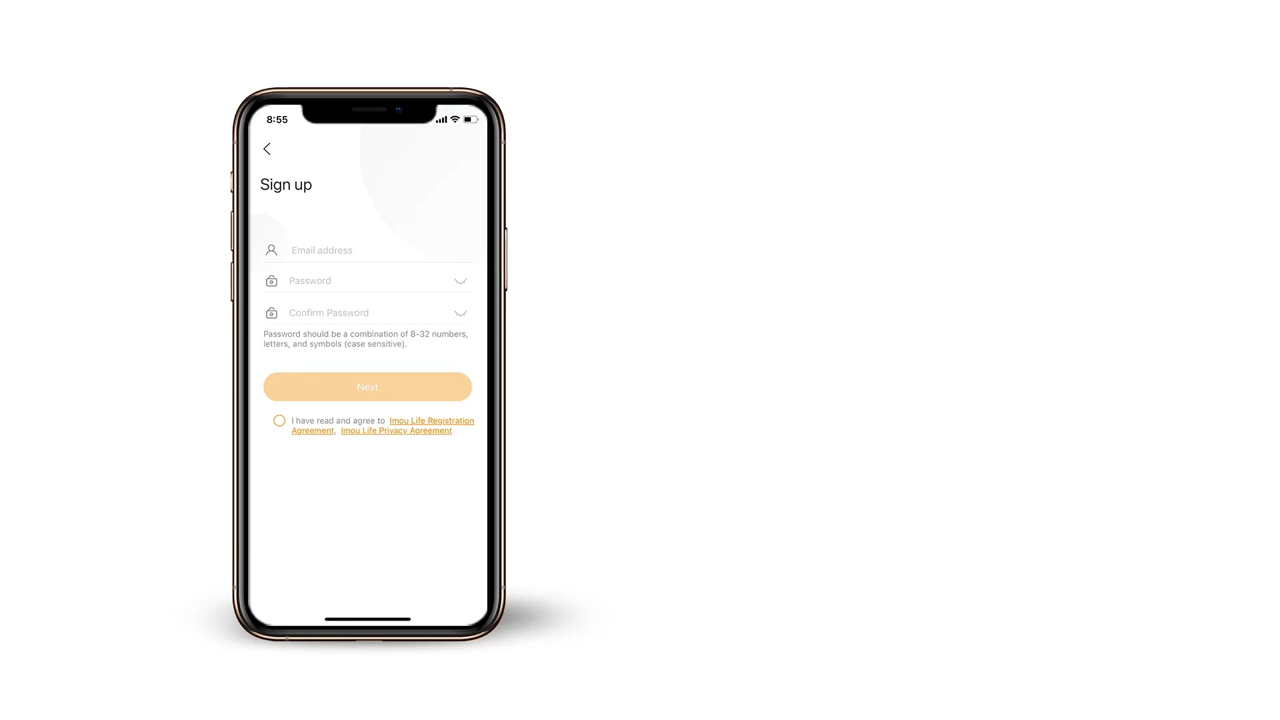 8:55
Sign up
Email address
Password
Confirm Password
Password should be a combination of 8-32 numbers,
letters, and symbols (case sensitive).
Next
I have read and agree to Imou Life Registration
Agreement, Imou Life Privacy Agreement